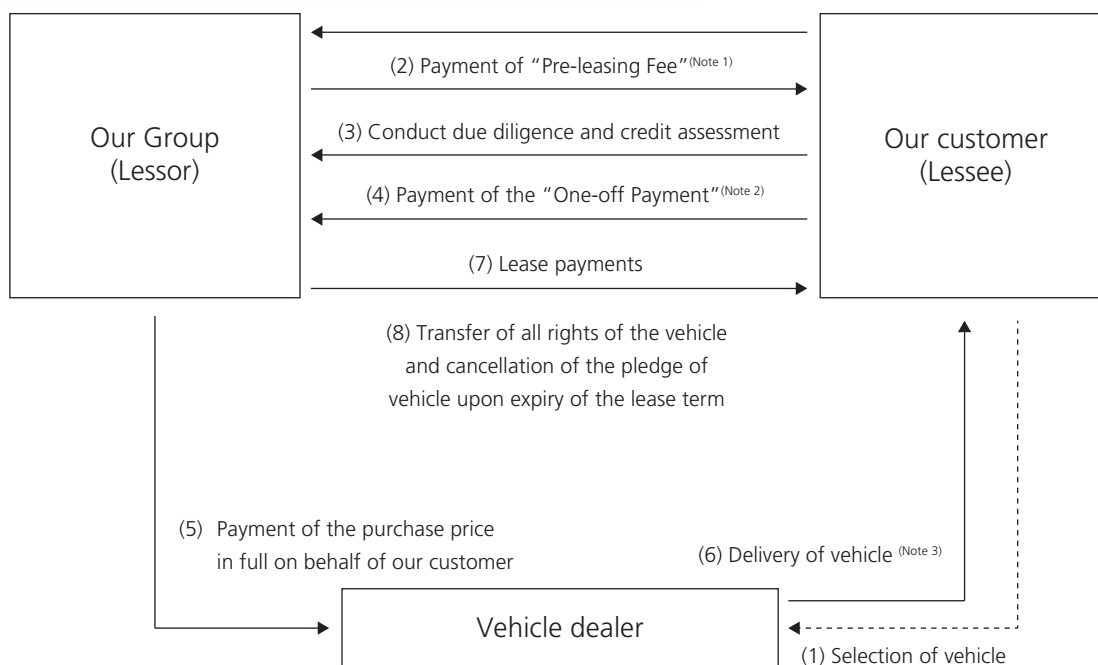 (2) Payment of “Pre-leasing Fee”(Note 1)
(3) Conduct due diligence and credit assessment
Our Group
(Lessor)
Our customer
(Lessee)
(4) Payment of the “One-off Payment”(Note 2)
(7) Lease payments
(8) Transfer of all rights of the vehicle
and cancellation of the pledge of
vehicle upon expiry of the lease term
(5) Payment of the purchase price
in full on behalf of our customer
(6) Delivery of vehicle (Note 3)
Vehicle dealer
(1) Selection of vehicle